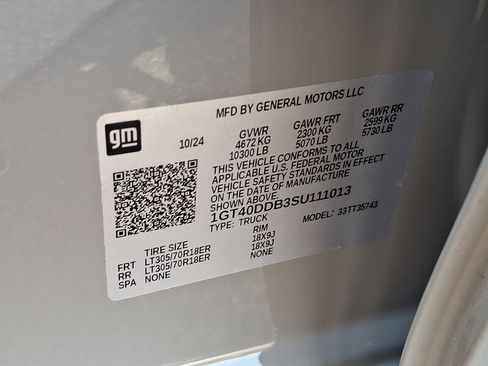 MFD BY GENERAL MOTORS LLC
gm
10/24
GVWR GAWR FRT GAWR RR
4672 KG 2300 KG 2599 KG
10300 LB 5070 LB 5730 LB
THIS VEHICLE CONFORMS TO ALL
APPLICABLE U.S. FEDERAL MOTOR
VEHICLE SAFETY STANDARDS IN EFFECT
ON THE DATE OF MANUFACTURE SHOWN ABOVE.
1GT40DDB3SU111013
TYPE: TRUCK MODEL: 33TT35743
TIRE SIZE RIM
FRT LT305/70R18ER 18X9J
RR LT305/70R18ER 18X9J
SPA NONE NONE